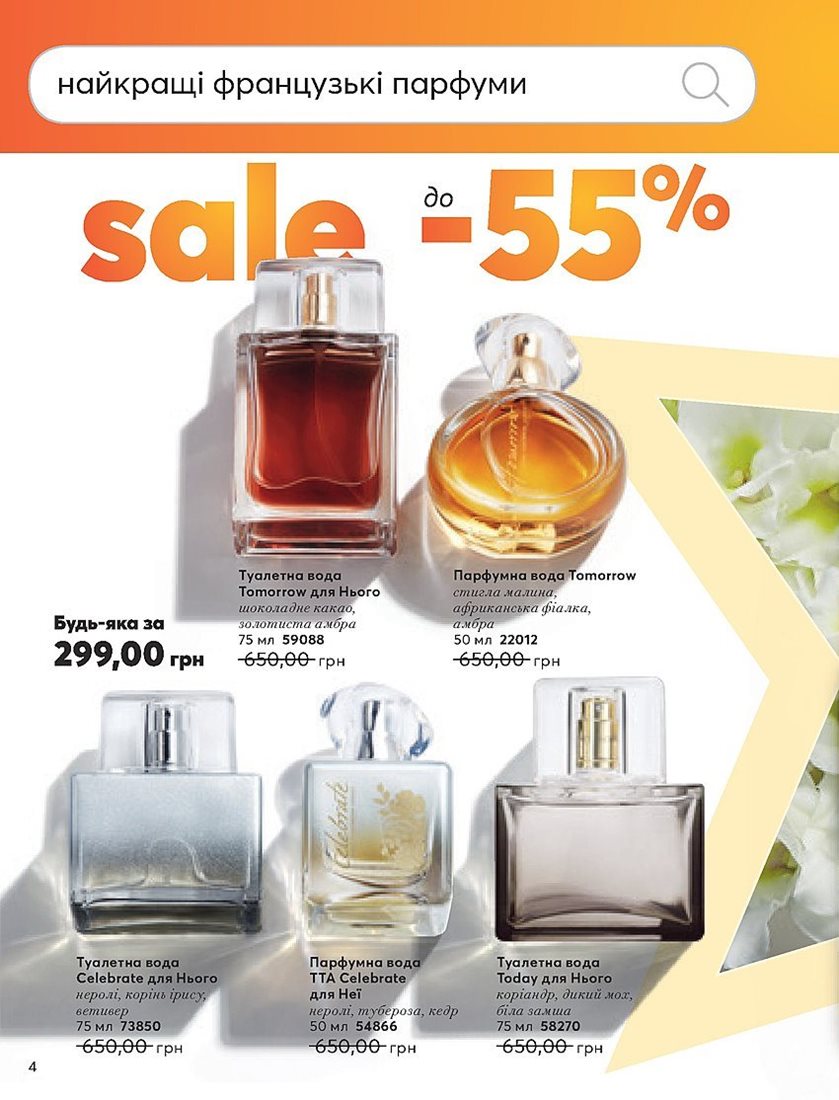 найкращі французькі парфуми
sale до -55%
Туалетна вода
Tomorrow для Нього
шоколадне какао,
золотиста амбра
75 мл 59088
650,00 грн
Парфумна вода Tomorrow
стигла малина,
африканська фіалка,
амбра
50 мл 22012
650,00 грн
Будь-яка за
299,00 грн
Celebrate
Туалетна вода
Celebrate для Нього
неролі, корінь ірису,
ветивер
75 мл 73850
650,00 грн
Парфумна вода
TTA Celebrate
для Неї
неролі, тубероза, кедр
50 мл 54866
650,00 грн
Туалетна вода
Today для Нього
коріандр, дикий мох,
біла замша
75 мл 58270
650,00 грн
4